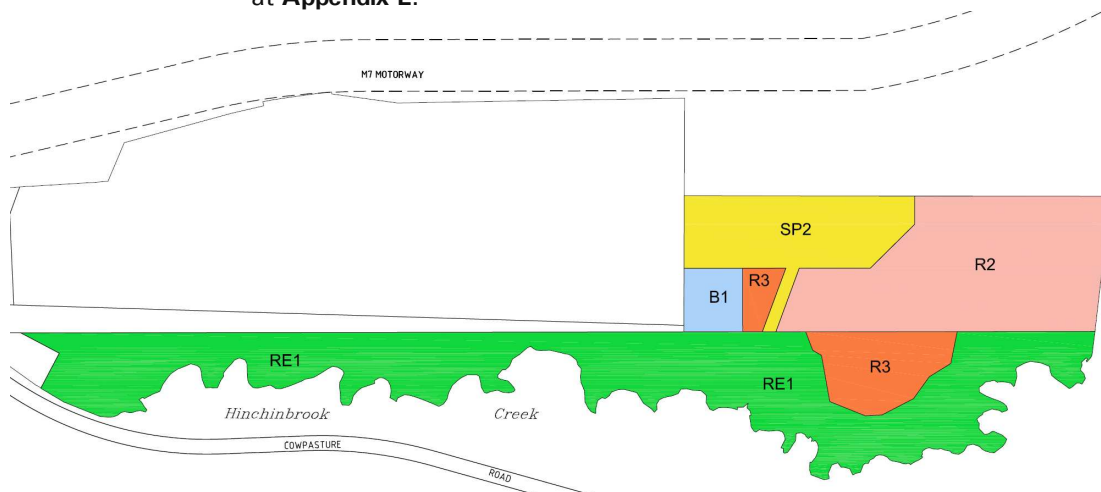 at Appendix E.
M7 MOTORWAY
SP2
R2
R3
B1
RE1
RE1
R3
Hinchinbrook Creek
COWPASTURE
ROAD